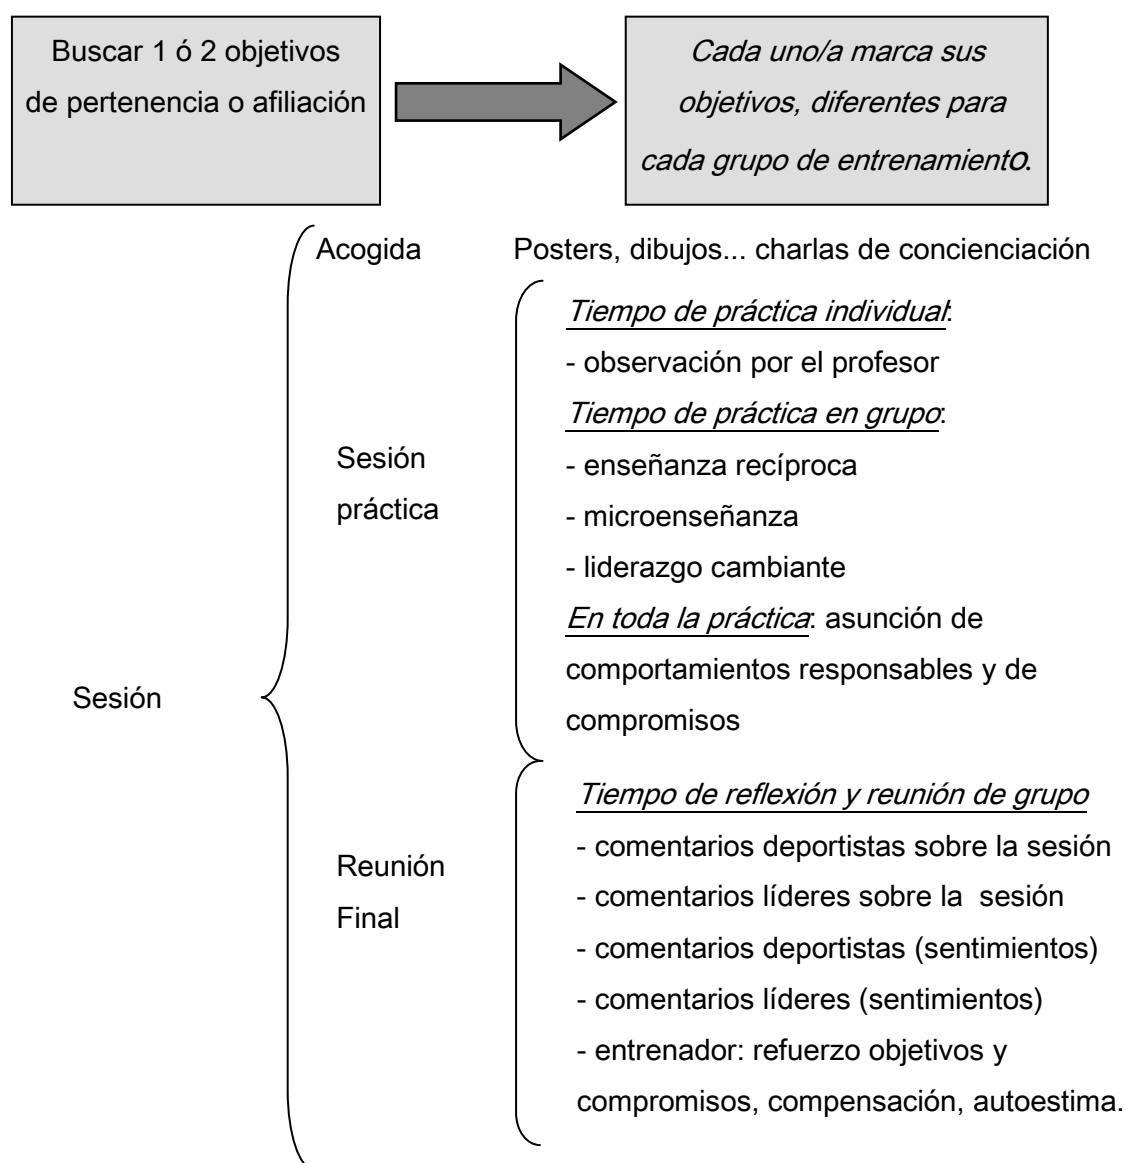 Buscar 1 ó 2 objetivos
de pertenencia o afiliación
Cada uno/a marca sus
objetivos, diferentes para
cada grupo de entrenamiento.
Acogida
Posters, dibujos... charlas de concienciación
Tiempo de práctica individual:
- observación por el profesor
Tiempo de práctica en grupo:
- enseñanza recíproca
Sesión
práctica
- microenseñanza
- liderazgo cambiante
En toda la práctica: asunción de
comportamientos responsables y de
compromisos
Sesión
Tiempo de reflexión y reunión de grupo
- comentarios deportistas sobre la sesión
Reunión
Final
- comentarios líderes sobre la  sesión
- comentarios deportistas (sentimientos)
- comentarios líderes (sentimientos)
- entrenador: refuerzo objetivos y
compromisos, compensación, autoestima.